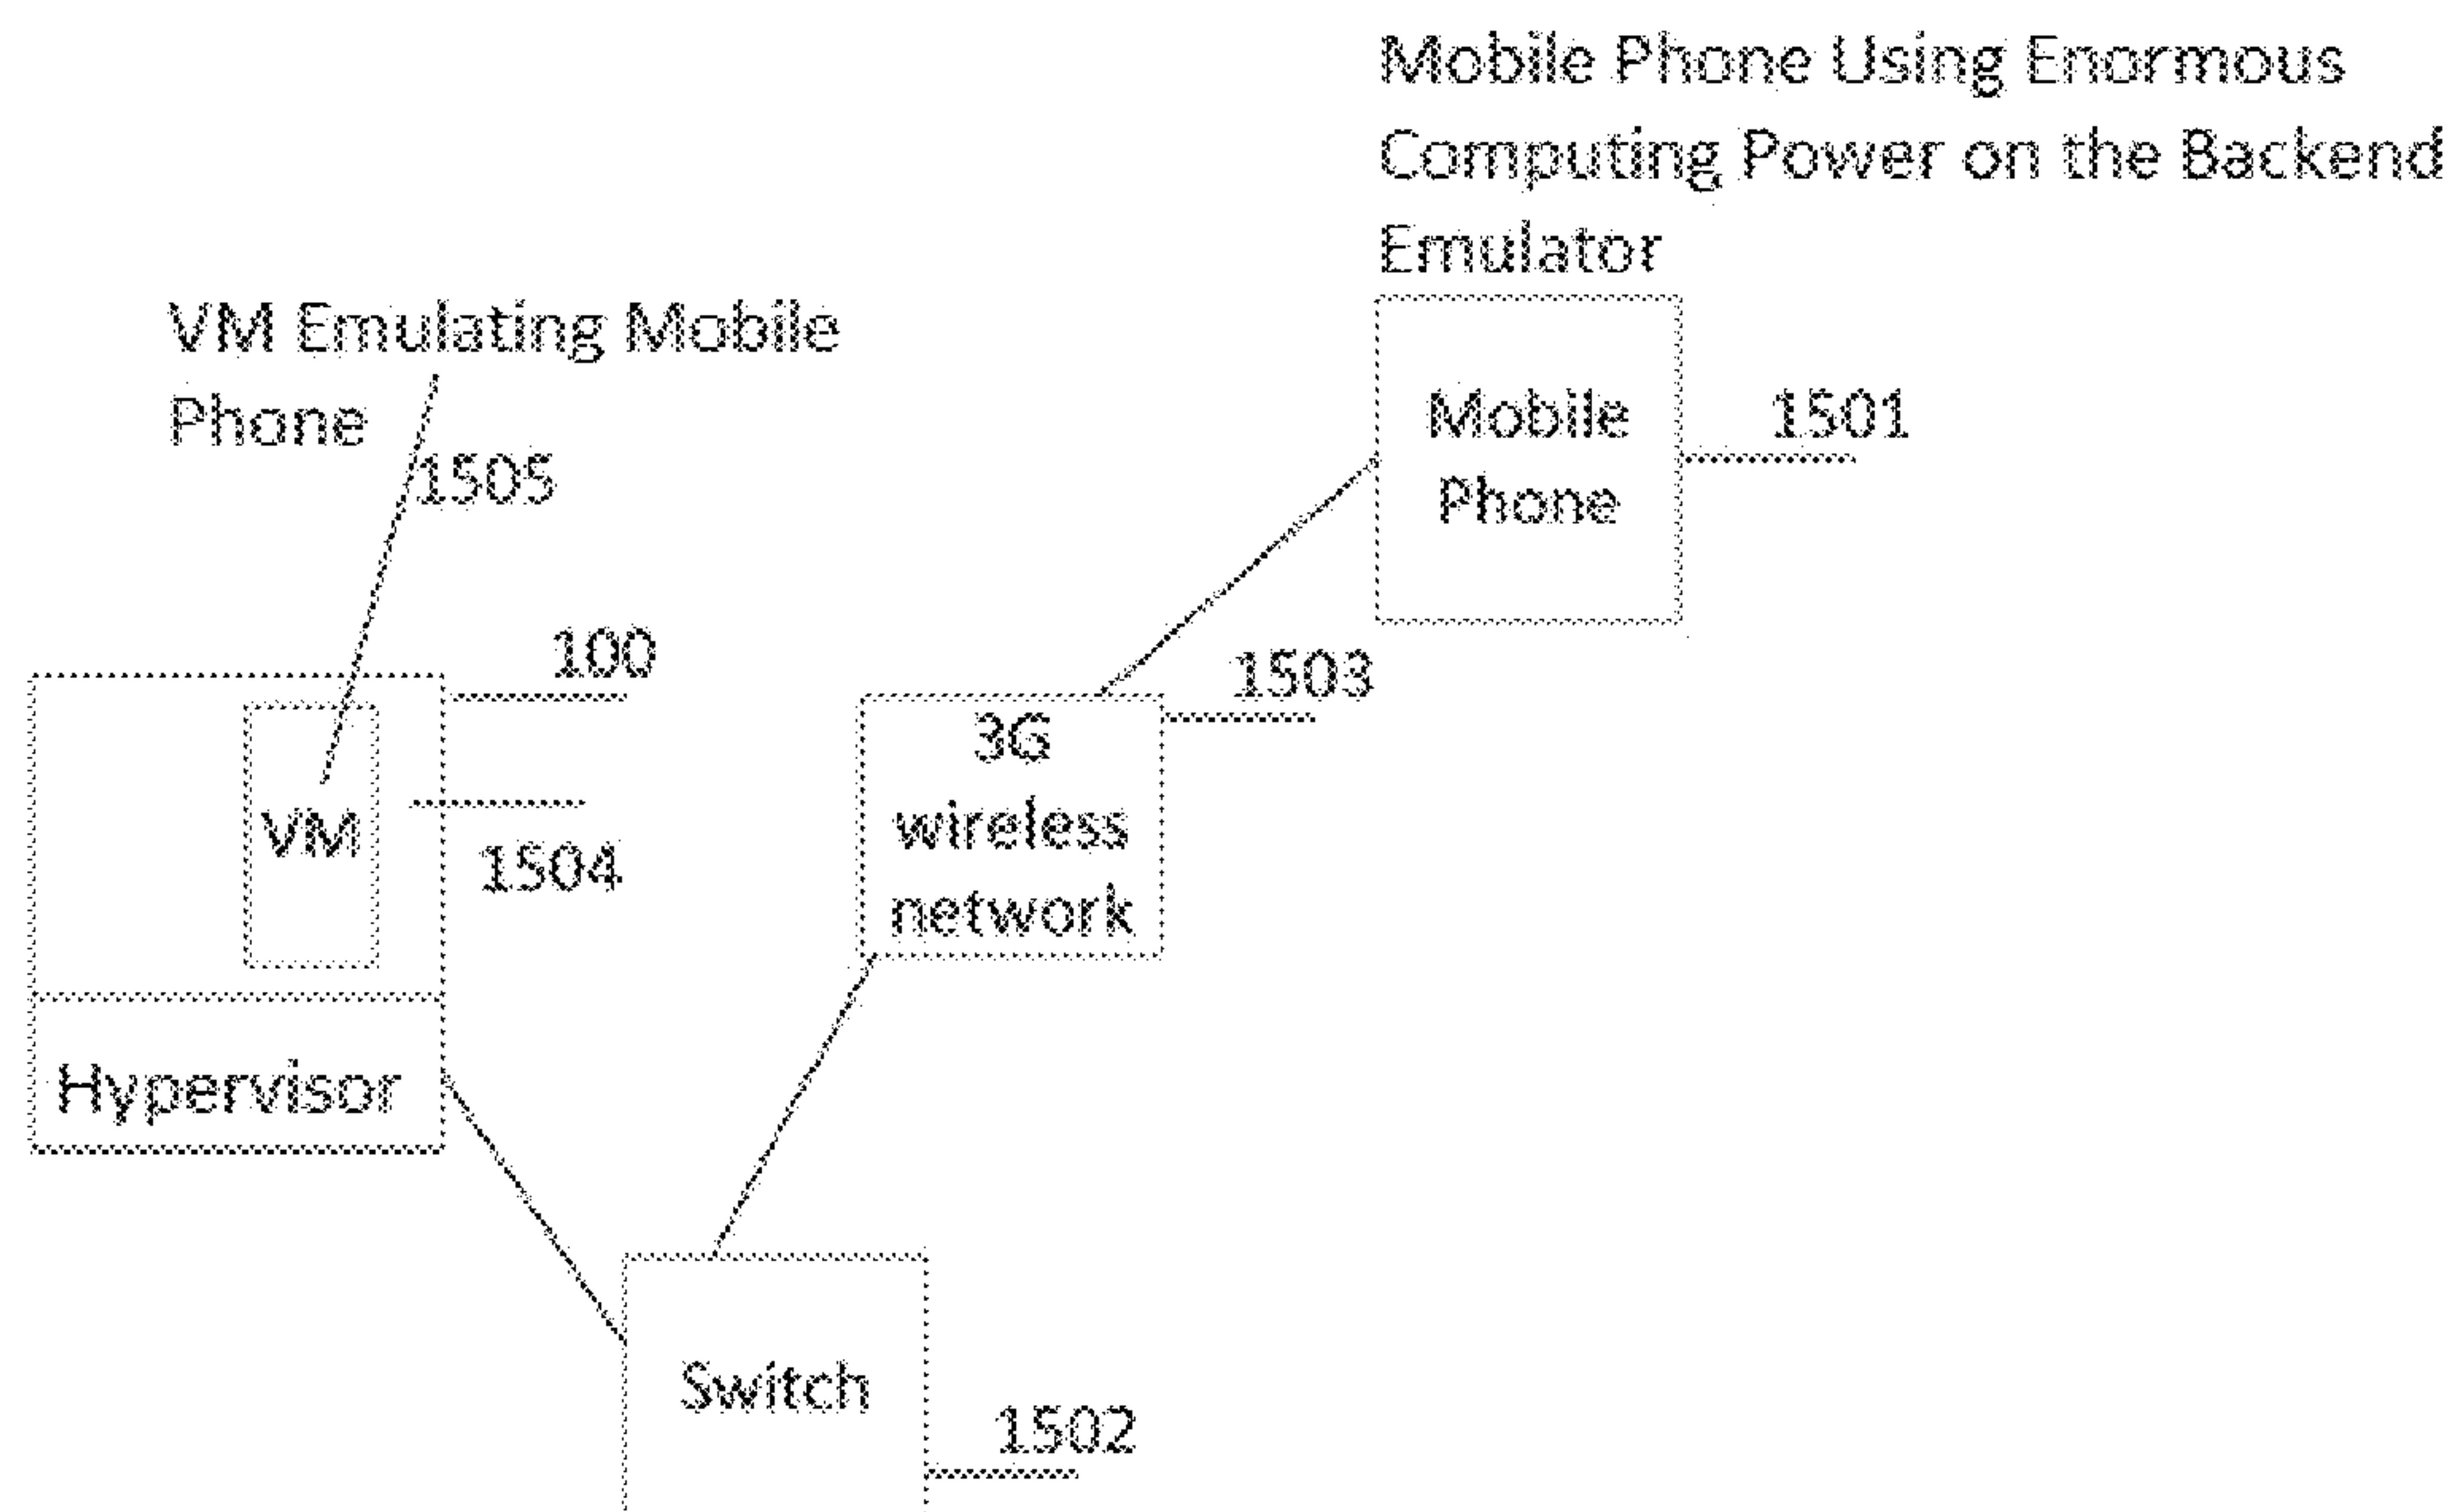 Mobile Phone Using Enormous
Computing Power on the Backend
Emulator
VM Emulating Mobile
Phone
1505
Mobile
Phone
1501
100
1503
3G
wireless
network
VM
1504
Hypervisor
Switch
1502